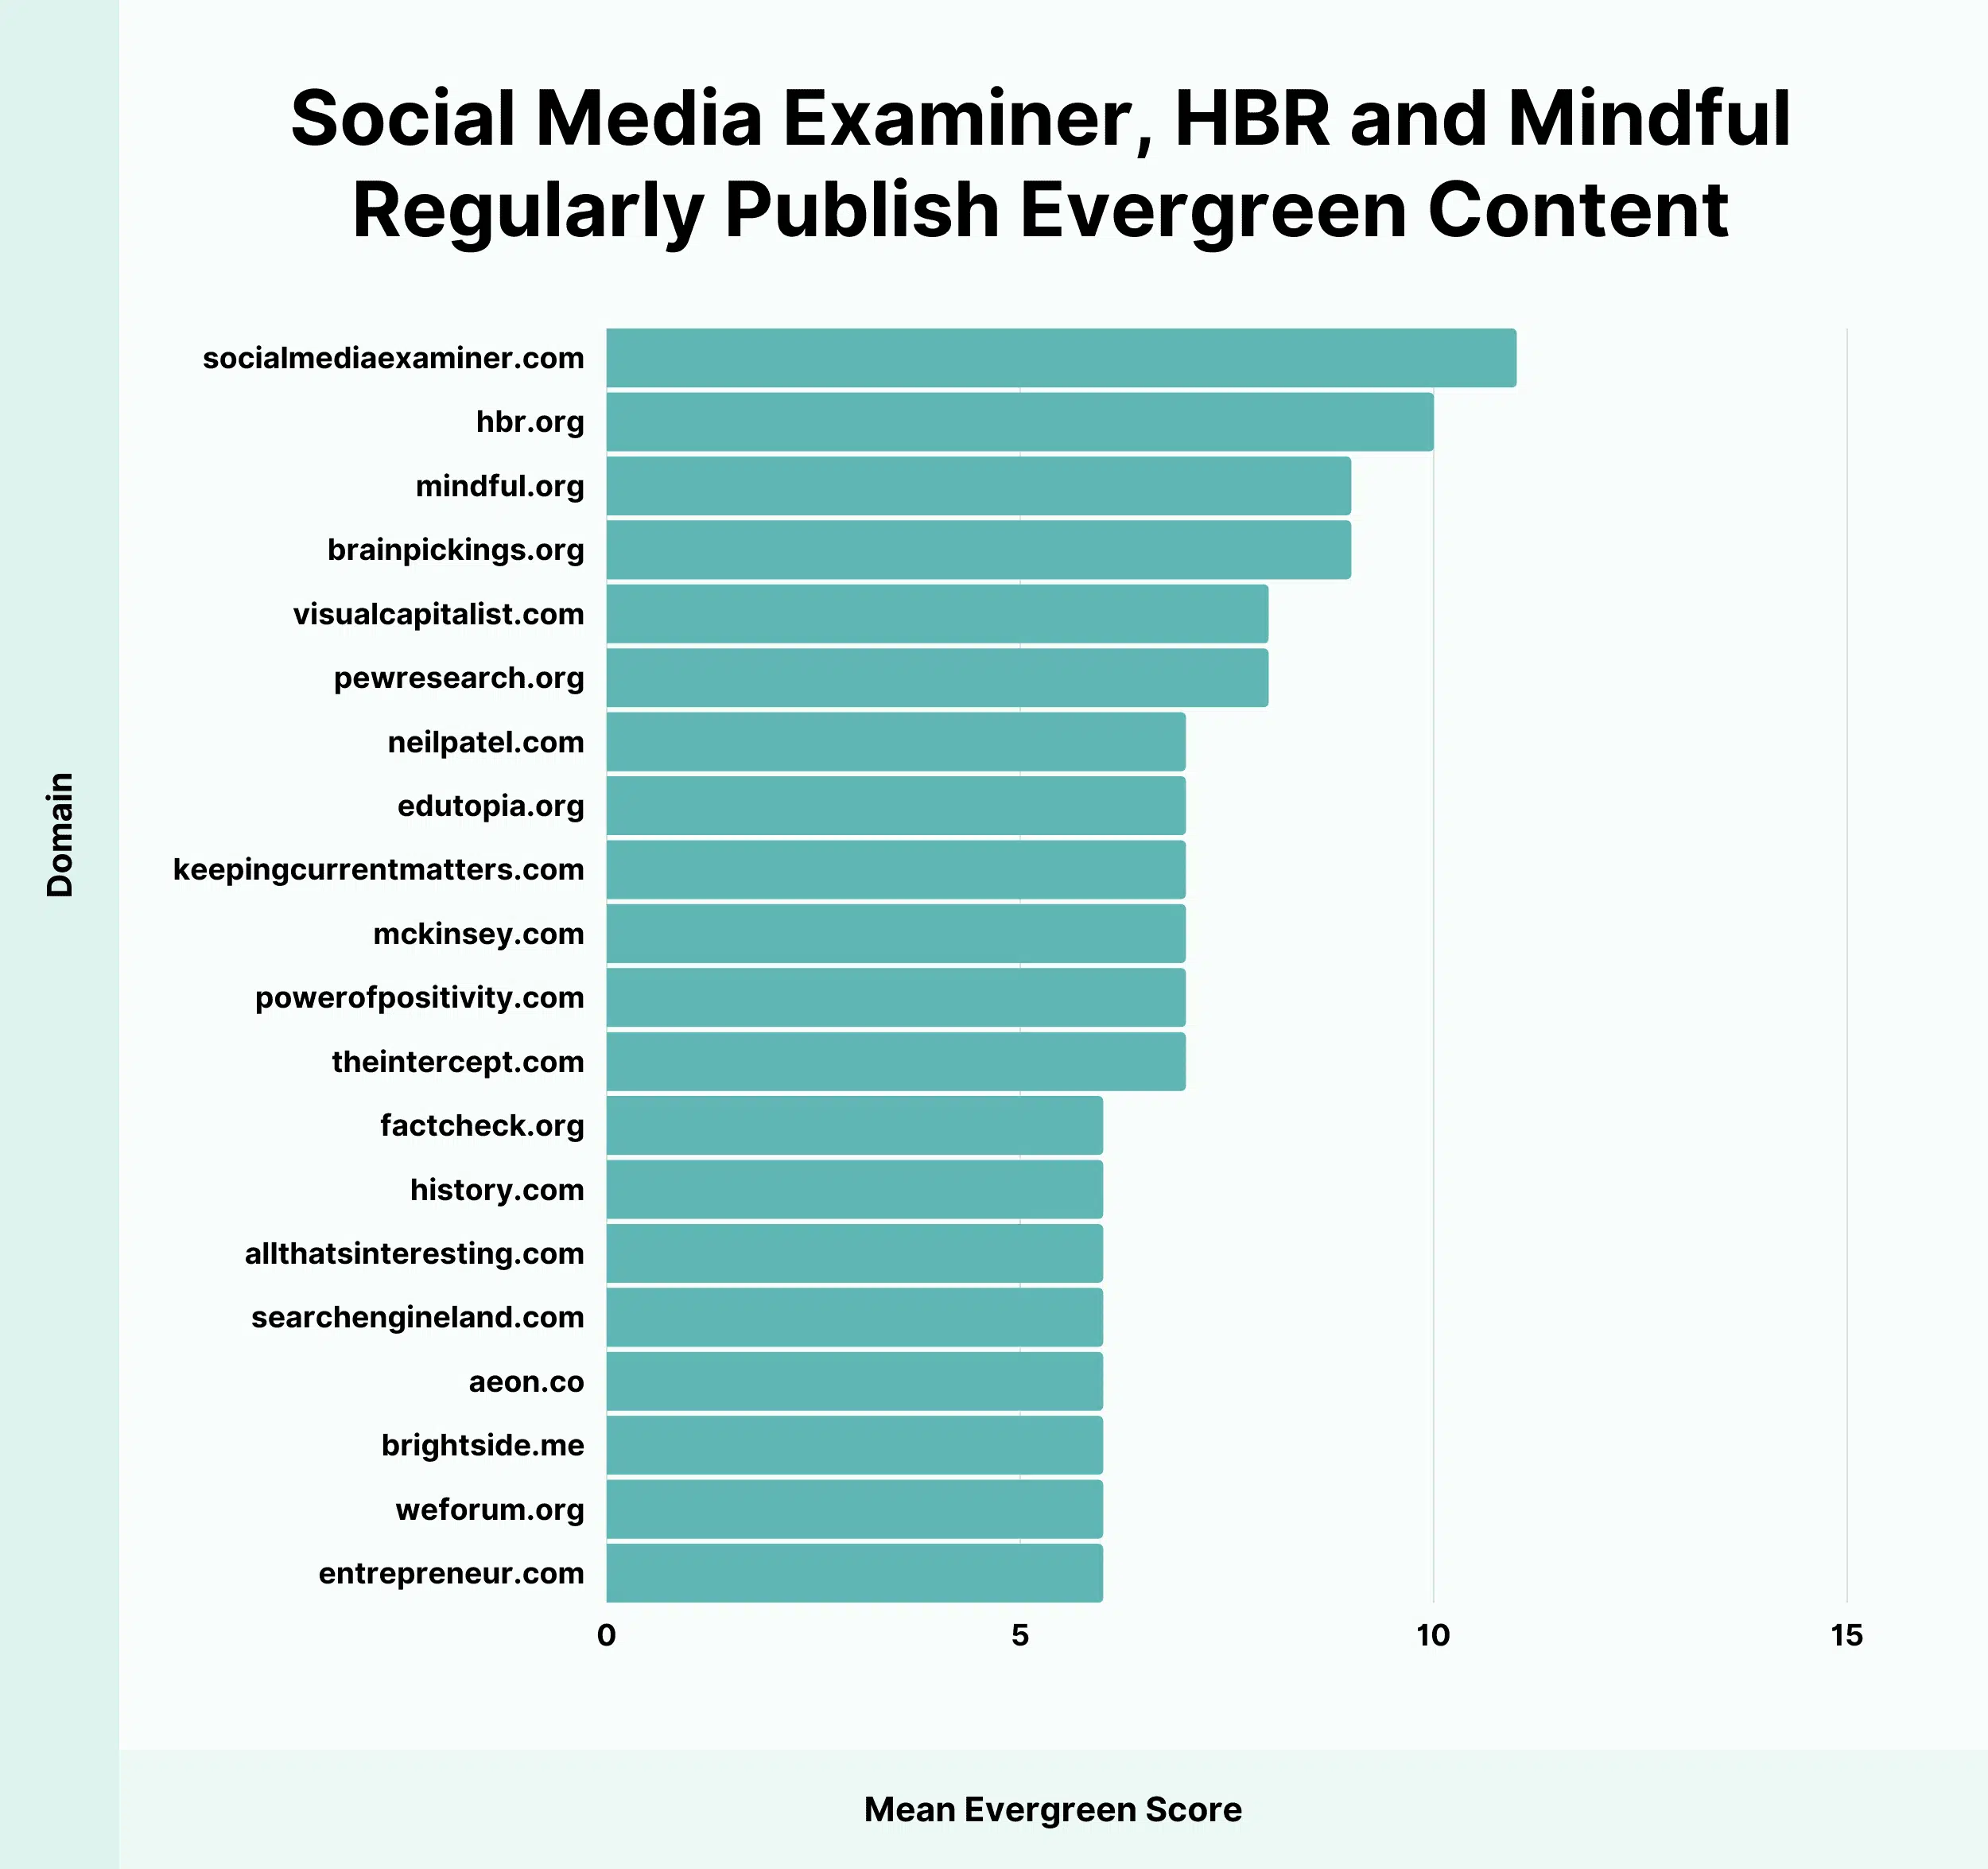 Social Media Examiner, HBR and Mindful
Regularly Publish Evergreen Content
Domain
socialmediaexaminer.com
hbr.org
mindful.org
brainpickings.org
visualcapitalist.com
pewresearch.org
neilpatel.com
edutopia.org
keepingcurrentmatters.com
mckinsey.com
powerofpositivity.com
theintercept.com
factcheck.org
history.com
allthatsinteresting.com
searchengineland.com
aeon.co
brightside.me
weforum.org
entrepreneur.com
0 5 10 15
Mean Evergreen Score